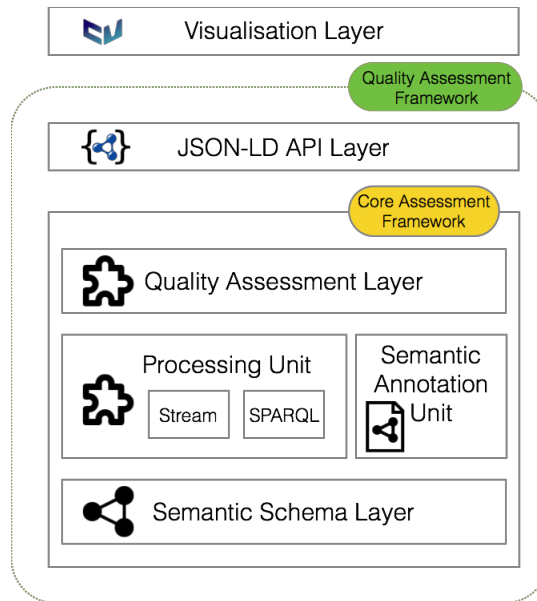 Visualisation Layer
Quality Assessment
Framework
{ } JSON-LD API Layer
Core Assessment
Framework
Quality Assessment Layer
Processing Unit
Stream
SPARQL
Semantic
Annotation
Unit
Semantic Schema Layer